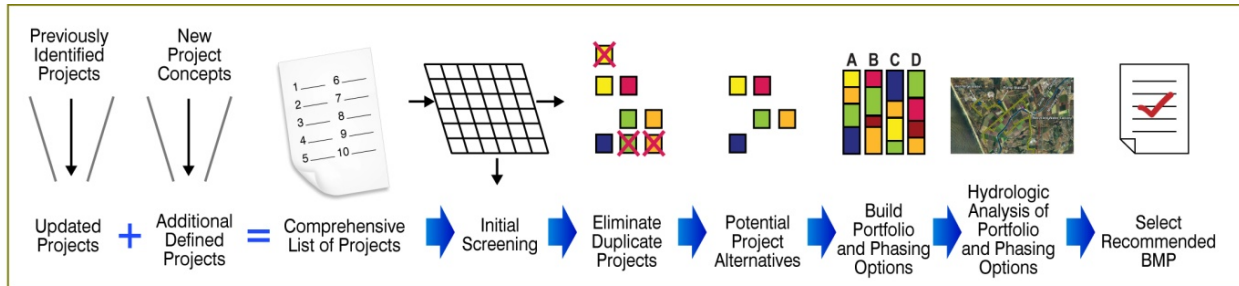 Previously
Identified
Projects
New
Project
Concepts
1
2
3
4
5
6
7
8
9
10
A B C D
Updated
Projects
+
Additional
Defined
Projects
=
Comprehensive
List of Projects
Initial
Screening
Eliminate
Duplicate
Projects
Potential
Project
Alternatives
Build
Portfolio
and Phasing
Options
Hydrologic
Analysis of
Portfolio
and Phasing
Options
Select
Recommended
BMP